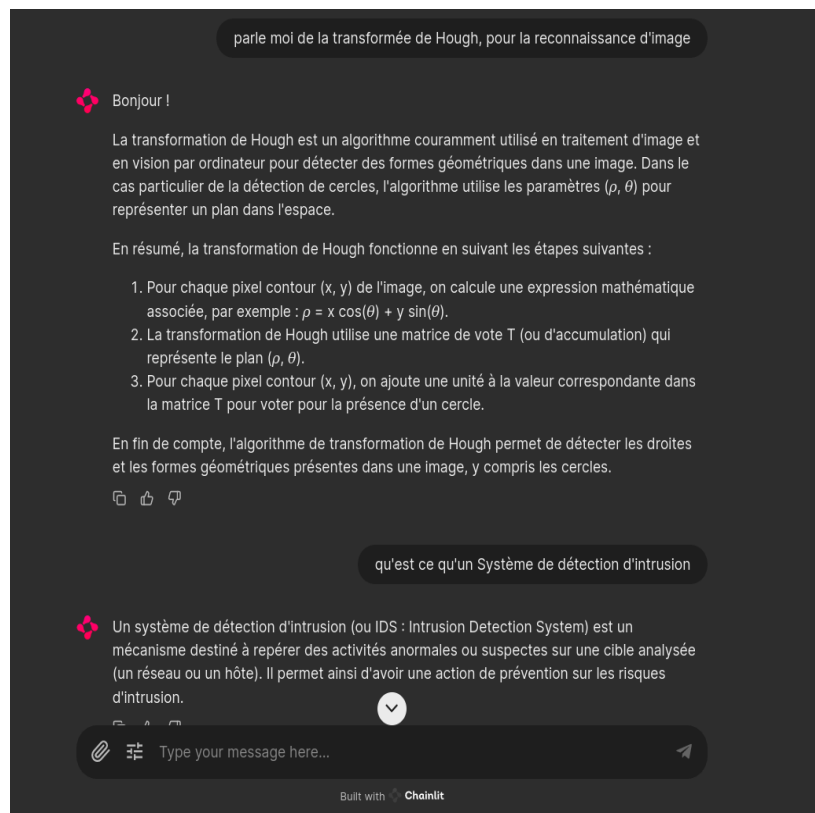 parle moi de la transformée de Hough, pour la reconnaissance d'image
Bonjour !
La transformation de Hough est un algorithme couramment utilisé en traitement d'image et
en vision par ordinateur pour détecter des formes géométriques dans une image. Dans le
cas particulier de la détection de cercles, l'algorithme utilise les paramètres (ρ, θ) pour
représenter un plan dans l'espace.
En résumé, la transformation de Hough fonctionne en suivant les étapes suivantes :
1. Pour chaque pixel contour (x, y) de l'image, on calcule une expression mathématique
associée, par exemple : ρ = x cos(θ) + y sin(θ).
2. La transformation de Hough utilise une matrice de vote T (ou d'accumulation) qui
représente le plan (ρ, θ).
3. Pour chaque pixel contour (x, y), on ajoute une unité à la valeur correspondante dans
la matrice T pour voter pour la présence d'un cercle.
En fin de compte, l'algorithme de transformation de Hough permet de détecter les droites
et les formes géométriques présentes dans une image, y compris les cercles.
qu'est ce qu'un Système de détection d'intrusion
Un système de détection d'intrusion (ou IDS : Intrusion Detection System) est un
mécanisme destiné à repérer des activités anormales ou suspectes sur une cible analysée
(un réseau ou un hôte). Il permet ainsi d'avoir une action de prévention sur les risques
d'intrusion.
Type your message here...
Built with Chainlit